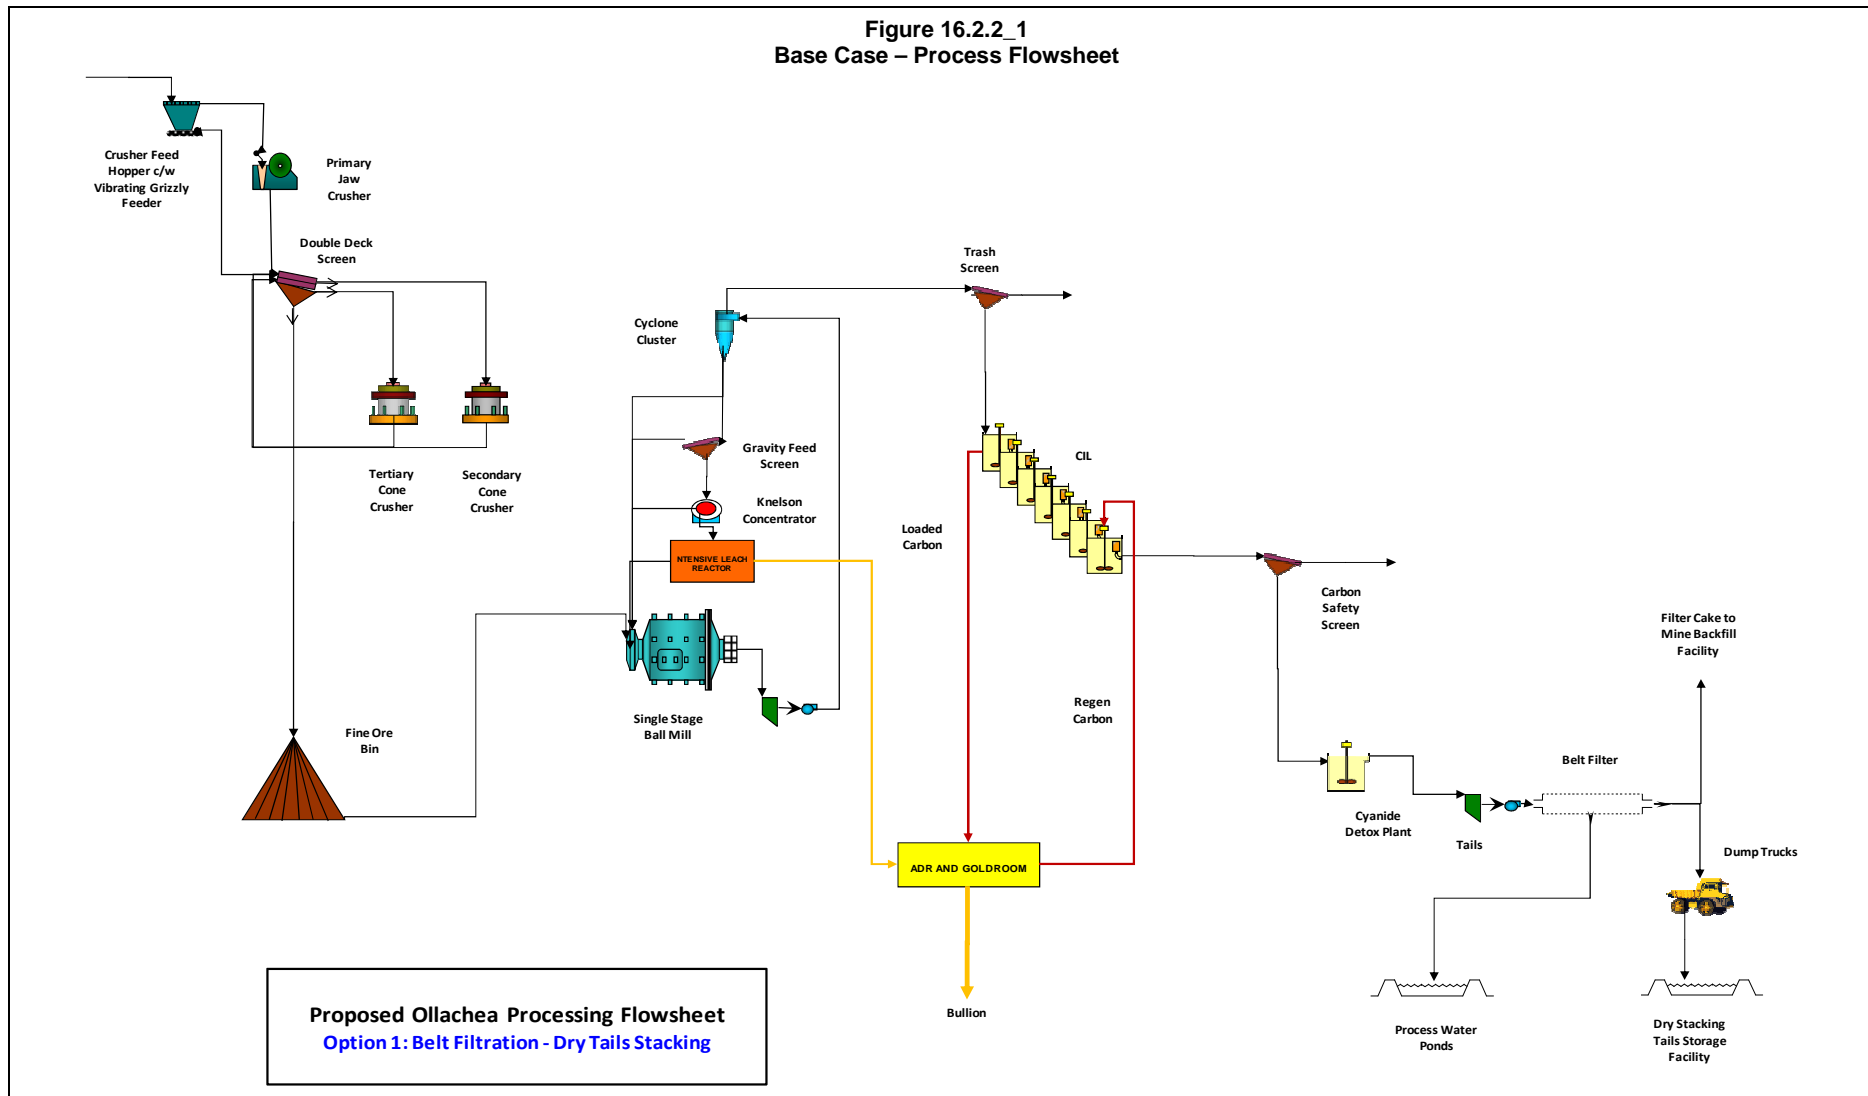 Figure 16.2.2_1
Base Case – Process Flowsheet
Crusher Feed
Hopper c/w
Vibrating Grizzly
Feeder
Primary
Jaw
Crusher
Double Deck
Screen
Tertiary
Cone
Crusher
Secondary
Cone
Crusher
Fine Ore
Bin
Cyclone
Cluster
Gravity Feed
Screen
Knelson
Concentrator
NTENSIVE LEACH
REACTOR
Single Stage
Ball Mill
Trash
Screen
CIL
Loaded
Carbon
Regen
Carbon
ADR AND GOLDROOM
Bullion
Carbon
Safety
Screen
Cyanide
Detox Plant
Tails
Belt Filter
Filter Cake to
Mine Backfill
Facility
Dump Trucks
Process Water
Ponds
Dry Stacking
Tails Storage
Facility
Proposed Ollachea Processing Flowsheet
Option 1: Belt Filtration - Dry Tails Stacking